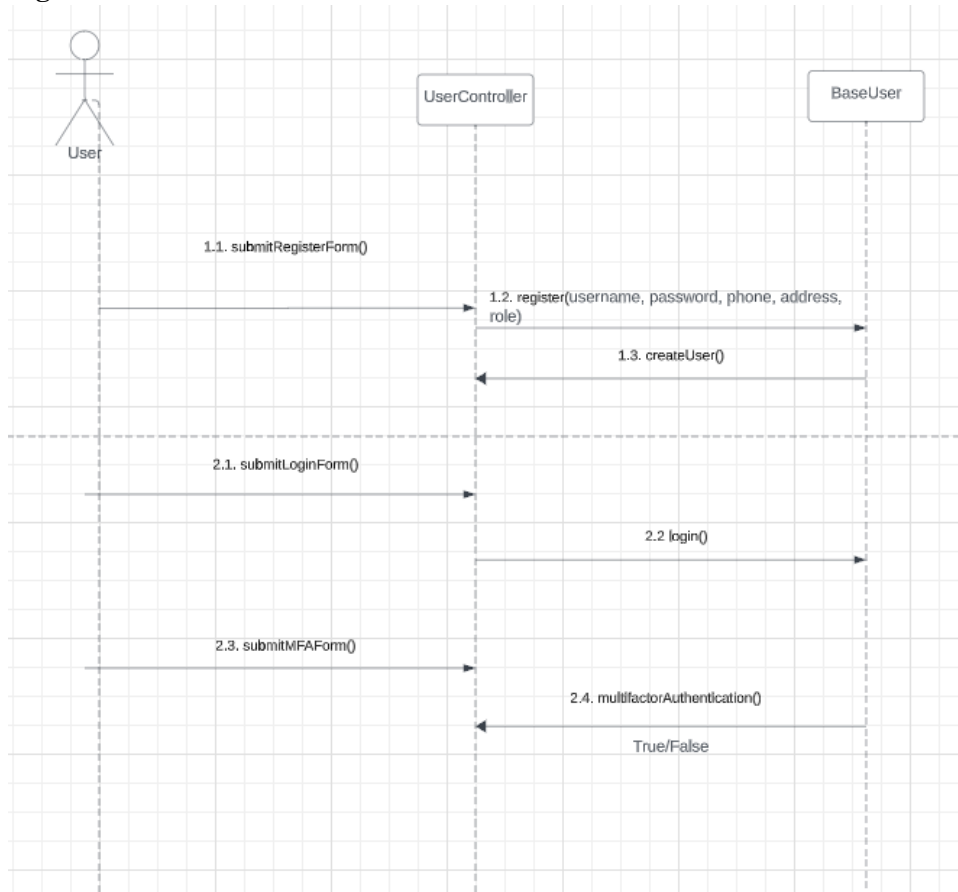 User
UserController
BaseUser
1.1. submitRegisterForm()
1.2. register(username, password, phone, address,
role)
1.3. createUser()
2.1. submitLoginForm()
2.2 login()
2.3. submitMFAForm()
2.4. multifactorAuthentication()
True/False